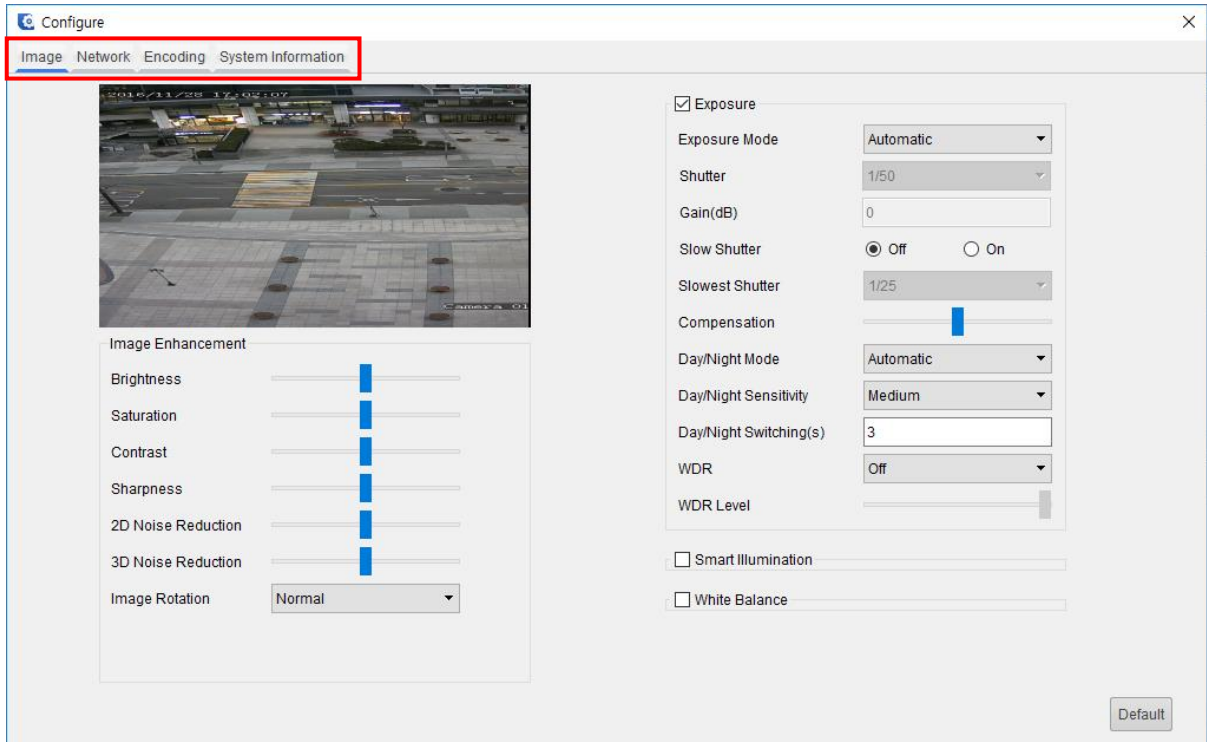 Configure
Image Network Encoding System Information
2016/11/28 17:02:07
Camera 01
Image Enhancement
Brightness
Saturation
Contrast
Sharpness
2D Noise Reduction
3D Noise Reduction
Image Rotation Normal
Exposure
Exposure Mode Automatic
Shutter 1/50
Gain(dB) 0
Slow Shutter Off On
Slowest Shutter 1/25
Compensation
Day/Night Mode Automatic
Day/Night Sensitivity Medium
Day/Night Switching(s) 3
WDR Off
WDR Level
Smart Illumination
White Balance
Default